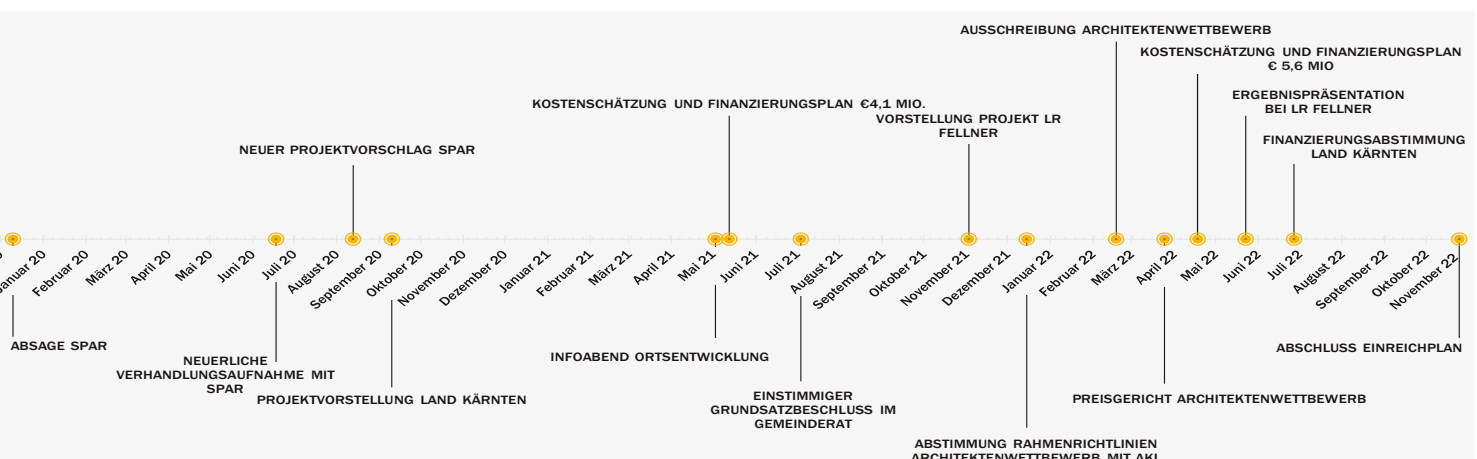 AUSSCHREIBUNG ARCHITEKTENWETTBEWERB
KOSTENSCHÄTZUNG UND FINANZIERUNGSPLAN
€ 5,6 MIO
ERGEBNISPRÄSENTATION
BEI LR FELLNER
KOSTENSCHÄTZUNG UND FINANZIERUNGSPLAN €4,1 MIO.
VORSTELLUNG PROJEKT LR
FELLNER
FINANZIERUNGSABSTIMMUNG
LAND KÄRNTEN
NEUER PROJEKTVORSCHLAG SPAR
Januar 20
Februar 20
März 20
April 20
Mai 20
Juni 20
Juli 20
August 20
September 20
Oktober 20
November 20
Dezember 20
Januar 21
Februar 21
März 21
April 21
Mai 21
Juni 21
Juli 21
August 21
September 21
Oktober 21
November 21
Dezember 21
Januar 22
Februar 22
März 22
April 22
Mai 22
Juni 22
Juli 22
August 22
September 22
Oktober 22
November 22
ABSAGE SPAR
NEUERLICHE
VERHANDLUNGSAUFNAHME MIT
SPAR
PROJEKTVORSTELLUNG LAND KÄRNTEN
INFOABEND ORTSENTWICKLUNG
EINSTIMMIGER
GRUNDSATZBESCHLUSS IM
GEMEINDERAT
ABSTIMMUNG RAHMENRICHTLINIEN
ARCHITEKTENWETTBEWERB MIT AKL
PREISGERICHT ARCHITEKTENWETTBEWERB
ABSCHLUSS EINREICHPLAN